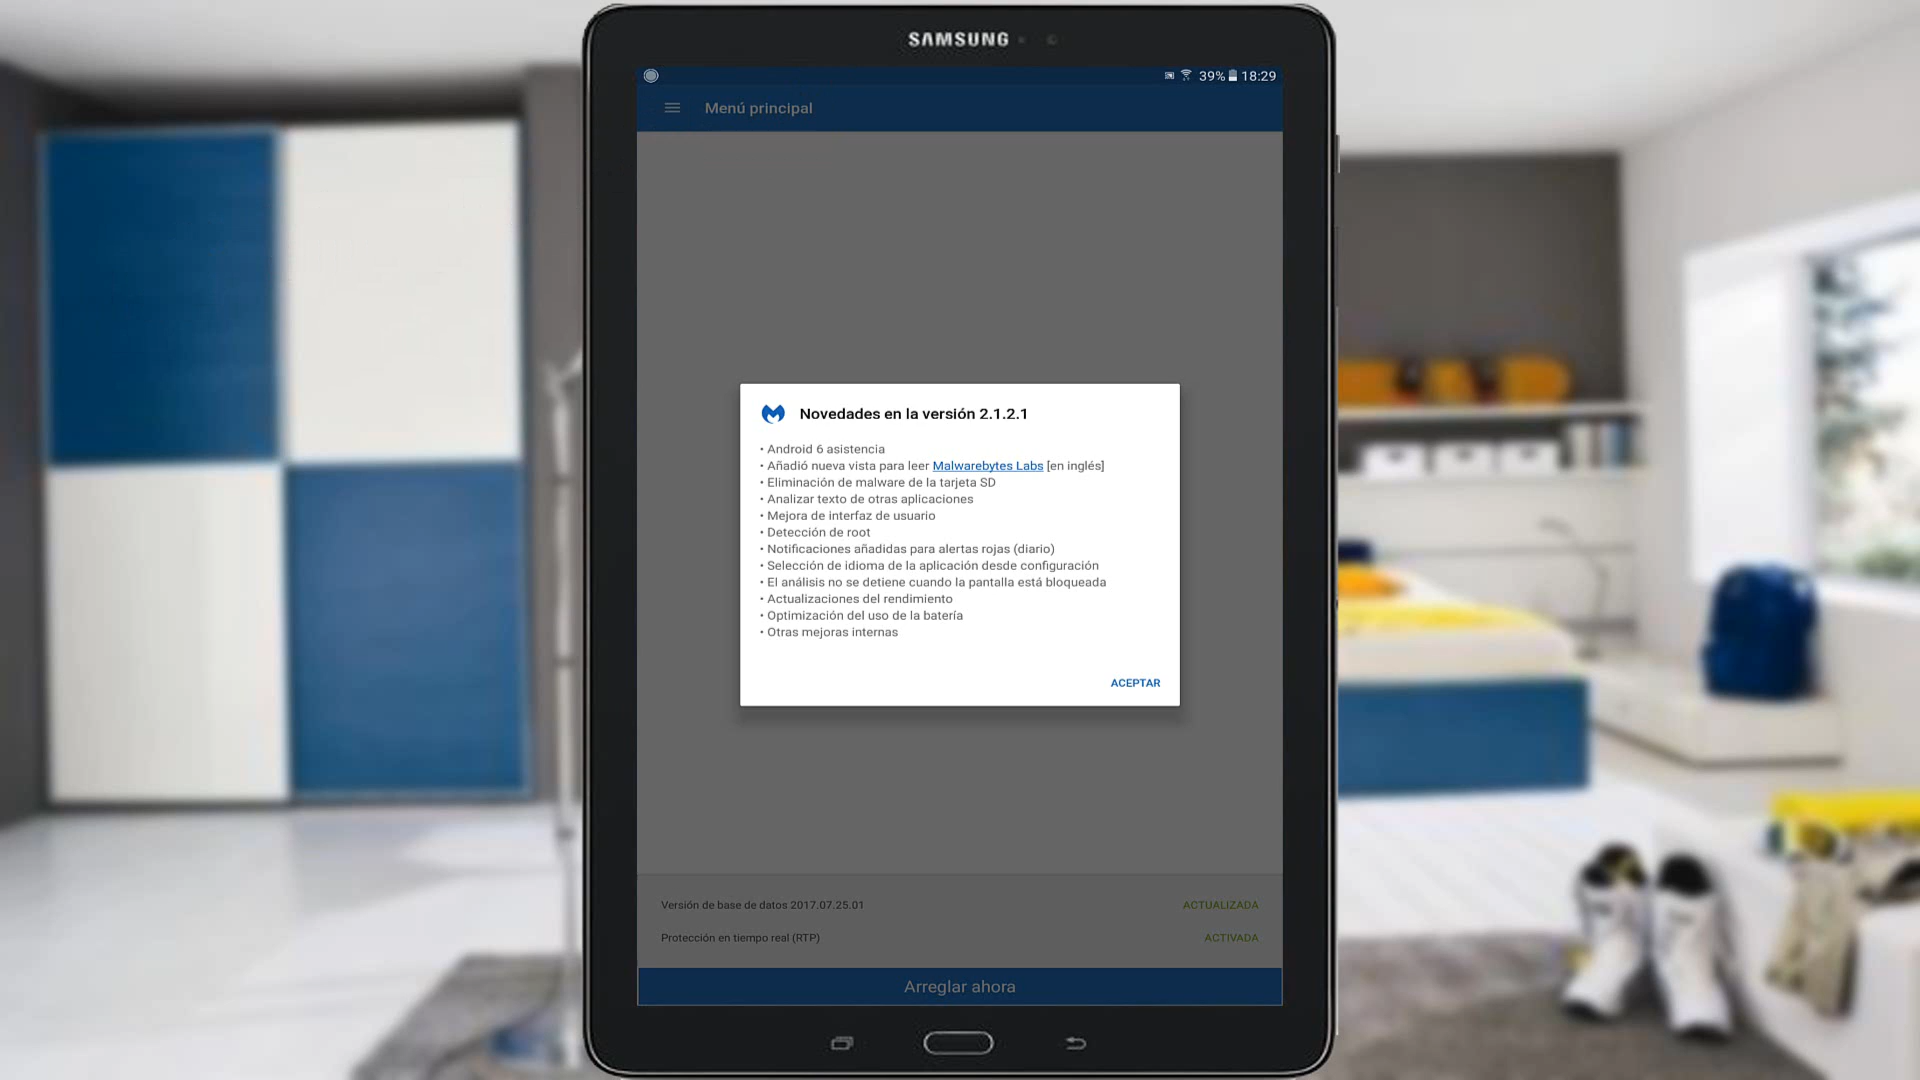 SAMSUNG
39% 18:29
Menú principal
Novedades en la versión 2.1.2.1
• Android 6 asistencia
• Añadió nueva vista para leer Malwarebytes Labs [en inglés]
• Eliminación de malware de la tarjeta SD
• Analizar texto de otras aplicaciones
• Mejora de interfaz de usuario
• Detección de root
• Notificaciones añadidas para alertas rojas (diario)
• Selección de idioma de la aplicación desde configuración
• El análisis no se detiene cuando la pantalla está bloqueada
• Actualizaciones del rendimiento
• Optimización del uso de la batería
• Otras mejoras internas
ACEPTAR
Versión de base de datos 2017.07.25.01 ACTUALIZADA
Protección en tiempo real (RTP) ACTIVADA
Arreglar ahora